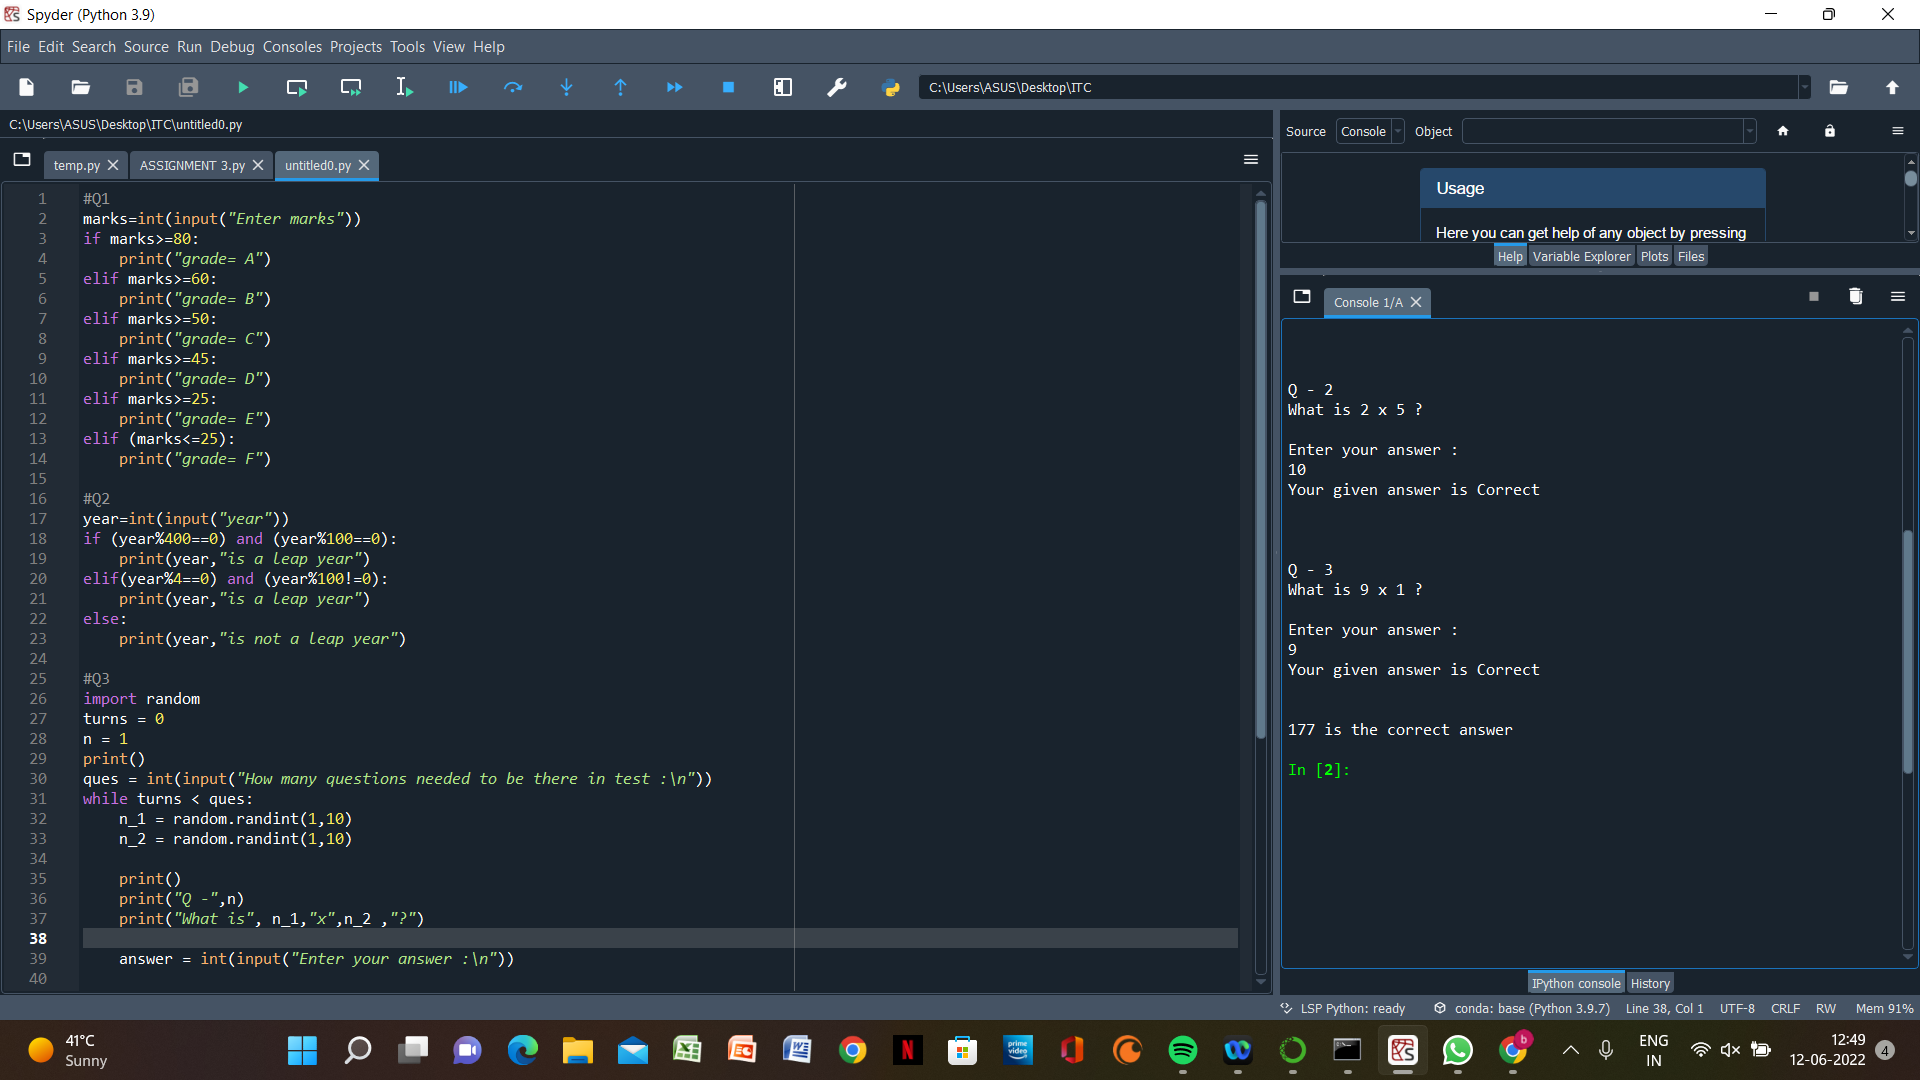 Spyder (Python 3.9)
File Edit Search Source Run Debug Consoles Projects Tools View Help
C:\Users\ASUS\Desktop\ITC
C:\Users\ASUS\Desktop\ITC\untitled0.py
temp.py ASSIGNMENT 3.py untitled0.py
1 #Q1
2 marks=int(input("Enter marks"))
3 if marks>=80:
4 print("grade= A")
5 elif marks>=60:
6 print("grade= B")
7 elif marks>=50:
8 print("grade= C")
9 elif marks>=45:
10 print("grade= D")
11 elif marks>=25:
12 print("grade= E")
13 elif (marks<=25):
14 print("grade= F")
15
16 #Q2
17 year=int(input("year"))
18 if (year%400==0) and (year%100==0):
19 print(year,"is a leap year")
20 elif(year%4==0) and (year%100!=0):
21 print(year,"is a leap year")
22 else:
23 print(year,"is not a leap year")
24
25 #Q3
26 import random
27 turns = 0
28 n = 1
29 print()
30 ques = int(input("How many questions needed to be there in test :\n"))
31 while turns < ques:
32 n_1 = random.randint(1,10)
33 n_2 = random.randint(1,10)
34
35 print()
36 print("Q -",n)
37 print("What is", n_1,"x",n_2 ,"?")
38
39 answer = int(input("Enter your answer :\n"))
40
Source Console Object
Usage
Here you can get help of any object by pressing
Help Variable Explorer Plots Files
Console 1/A
Q - 2
What is 2 x 5 ?
Enter your answer :
10
Your given answer is Correct
Q - 3
What is 9 x 1 ?
Enter your answer :
9
Your given answer is Correct
177 is the correct answer
In [2]:
IPython console History
LSP Python: ready conda: base (Python 3.9.7) Line 38, Col 1 UTF-8 CRLF RW Mem 91%
41°C
Sunny
prime video
N
b
ENG
IN
12:49
12-06-2022
4